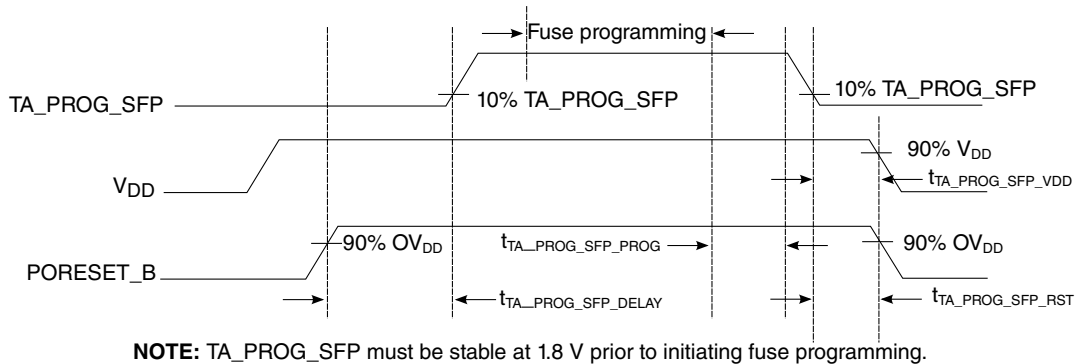 Fuse programming
TA_PROG_SFP
10% TA_PROG_SFP
10% TA_PROG_SFP
VDD
90% VDD
tTA_PROG_SFP_VDD
PORESET_B
90% OVDD
tTA_PROG_SFP_PROG
90% OVDD
tTA_PROG_SFP_DELAY
tTA_PROG_SFP_RST
NOTE: TA_PROG_SFP must be stable at 1.8 V prior to initiating fuse programming.